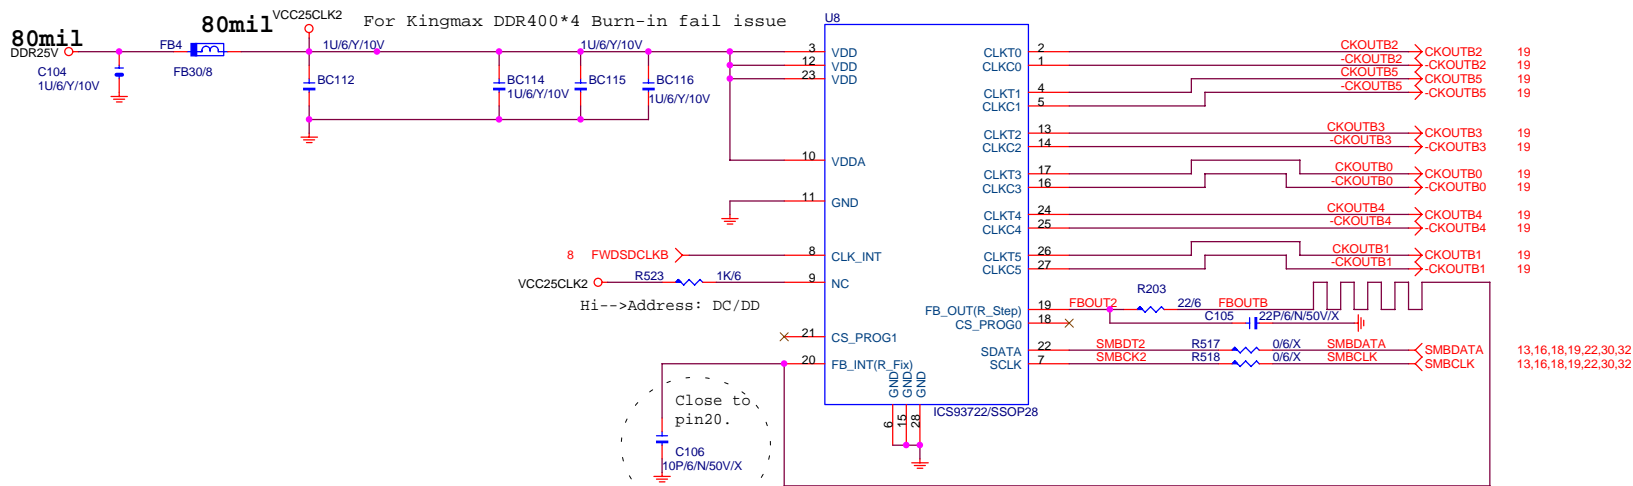 80mil
DDR25V
C104
1U/6/Y/10V
FB4
FB30/8
80mil
VCC25CLK2
For Kingmax DDR400*4 Burn-in fail issue
1U/6/Y/10V
1U/6/Y/10V
BC112
BC114
1U/6/Y/10V
BC115
BC116
1U/6/Y/10V
U8
3 VDD
12 VDD
23 VDD
10 VDDA
11 GND
8 FWDSDCLKB
8 CLK_INT
VCC25CLK2
R523
1K/6
9 NC
Hi-->Address: DC/DD
21 CS_PROG1
20 FB_INT(R_Fix)
Close to
pin20.
C106
10P/6/N/50V/X
GND
GND
GND
6
15
28
ICS93722/SSOP28
CLKT0 2 CKOUTB2 CKOUTB2 19
CLKC0 1 -CKOUTB2 -CKOUTB2 19
CLKT1 4 CKOUTB5 CKOUTB5 19
CLKC1 5 -CKOUTB5 -CKOUTB5 19
CLKT2 13 CKOUTB3 CKOUTB3 19
CLKC2 14 -CKOUTB3 -CKOUTB3 19
CLKT3 17 CKOUTB0 CKOUTB0 19
CLKC3 16 -CKOUTB0 -CKOUTB0 19
CLKT4 24 CKOUTB4 CKOUTB4 19
CLKC4 25 -CKOUTB4 -CKOUTB4 19
CLKT5 26 CKOUTB1 CKOUTB1 19
CLKC5 27 -CKOUTB1 -CKOUTB1 19
R203
FB_OUT(R_Step) 19 FBOUT2 22/6 FBOUTB
CS_PROG0 18
C105 22P/6/N/50V/X
SDATA 22 SMBDT2 R517 0/6/X SMBDATA SMBDATA 13,16,18,19,22,30,32
SCLK 7 SMBCK2 R518 0/6/X SMBCLK SMBCLK 13,16,18,19,22,30,32